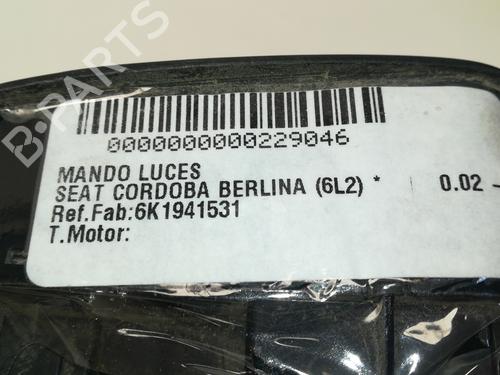 B-PARTS
0000000000229046
MANDO LUCES
SEAT CORDOBA BERLINA (6L2) * 0.02 -
Ref.Fab:6K1941531
T.Motor: